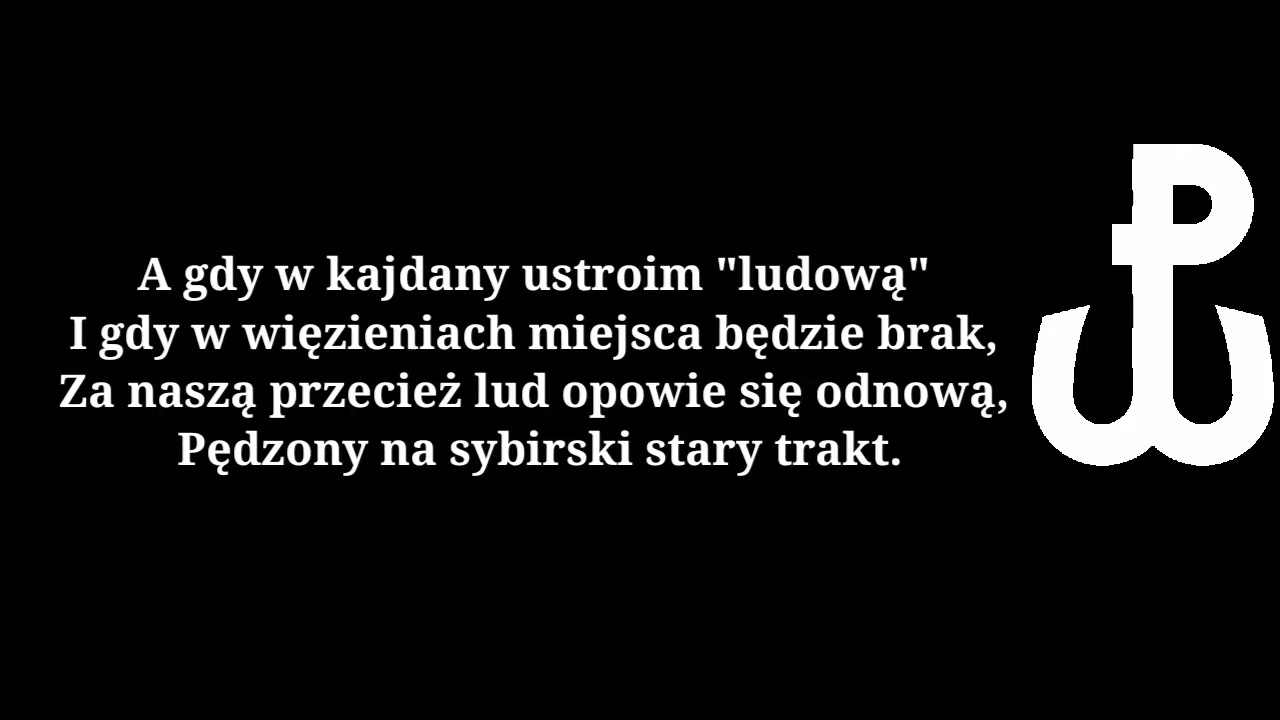 A gdy w kajdany ustroim "ludową"
I gdy w więzieniach miejsca będzie brak,
Za naszą przecież lud opowie się odnową,
Pędzony na sybirski stary trakt.